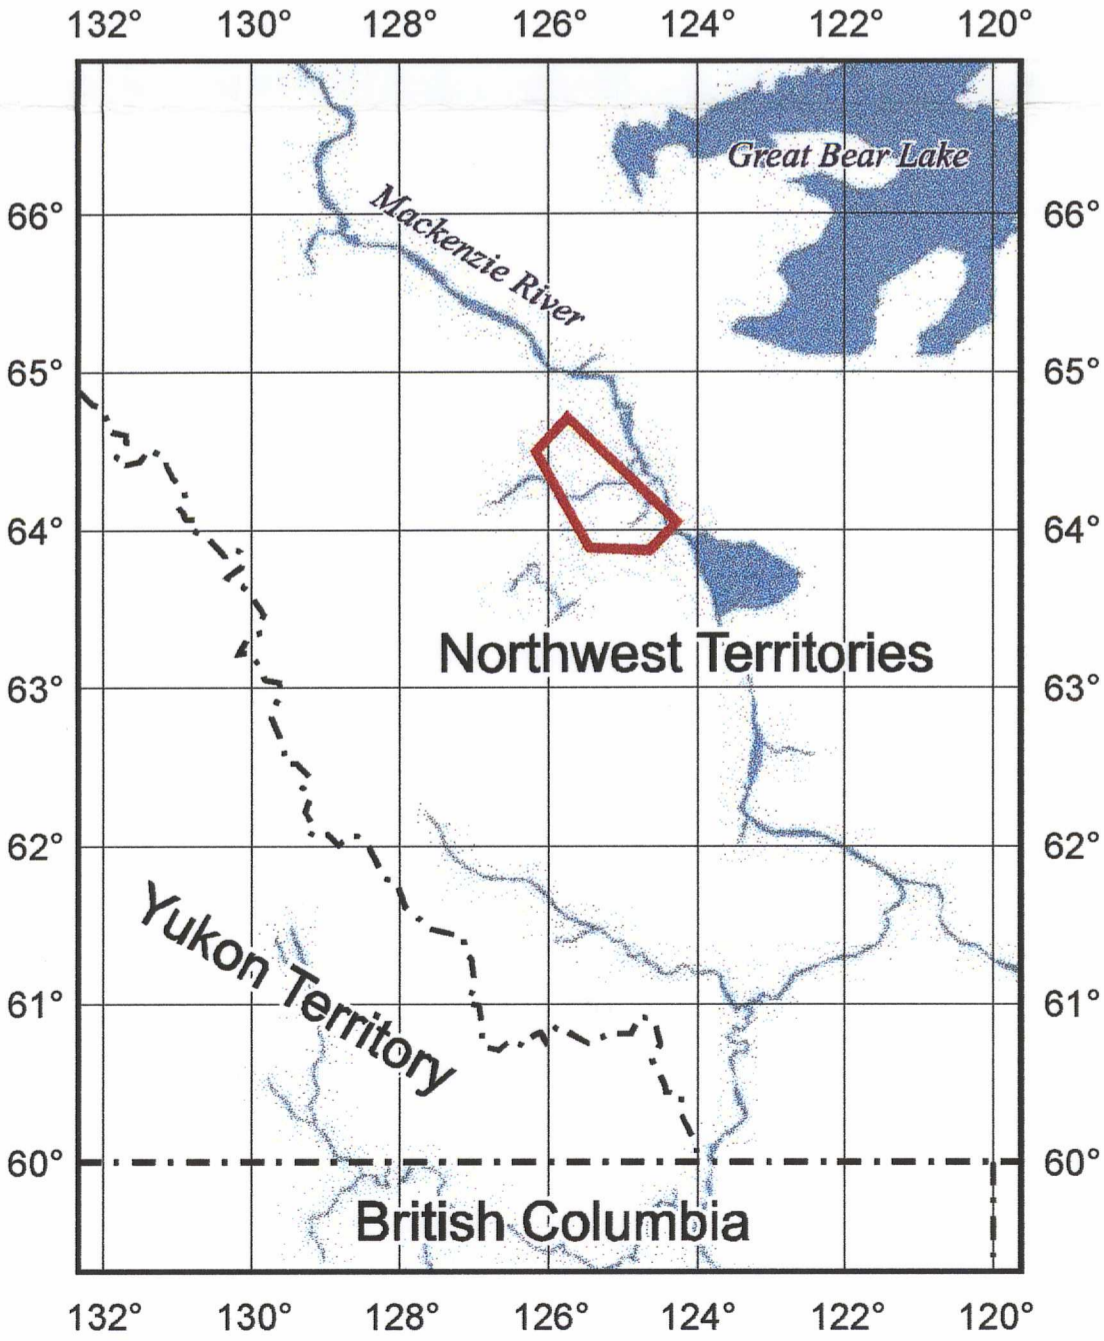 132° 130° 128° 126° 124° 122° 120°
Great Bear Lake
66° 66°
Mackenzie River
65° 65°
64° 64°
Northwest Territories
63° 63°
62° 62°
Yukon Territory
61° 61°
60° 60°
British Columbia
132° 130° 128° 126° 124° 122° 120°